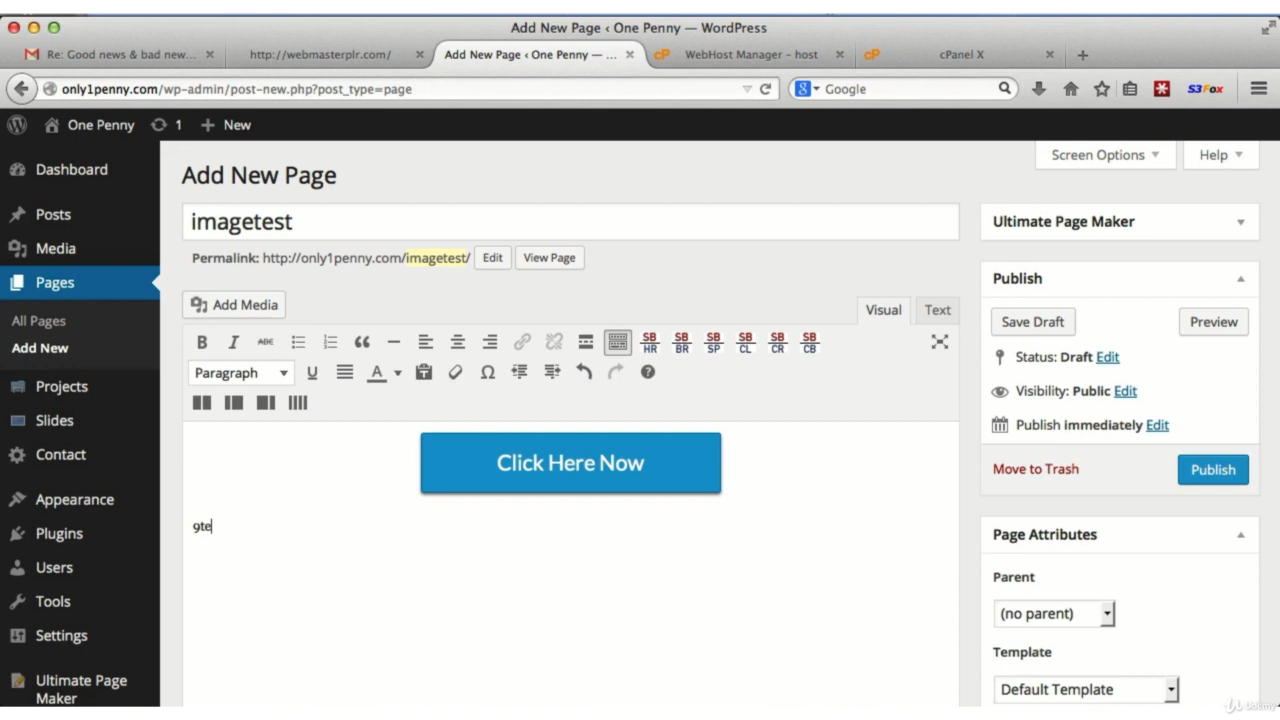 Add New Page ‹ One Penny — WordPress
Re: Good news & bad new... ×
http://webmasterplr.com/ ×
Add New Page ‹ One Penny — ... ×
cP WebHost Manager - host ×
cP cPanel X × +
only1penny.com/wp-admin/post-new.php?post_type=page
8 Google
S3Fox
One Penny 1 + New
Screen Options Help
Dashboard
Posts
Media
Pages
All Pages
Add New
Projects
Slides
Contact
Appearance
Plugins
Users
Tools
Settings
Ultimate Page
Maker
Add New Page
imagetest
Permalink: http://only1penny.com/imagetest/ Edit View Page
Add Media
Visual Text
B I ABC SB HR SB BR SB SP SB CL SB CR SB CB
Paragraph U A Ω
Click Here Now
9te
Ultimate Page Maker
Publish
Save Draft Preview
Status: Draft Edit
Visibility: Public Edit
Publish immediately Edit
Move to Trash Publish
Page Attributes
Parent
(no parent)
Template
Default Template
Udemy